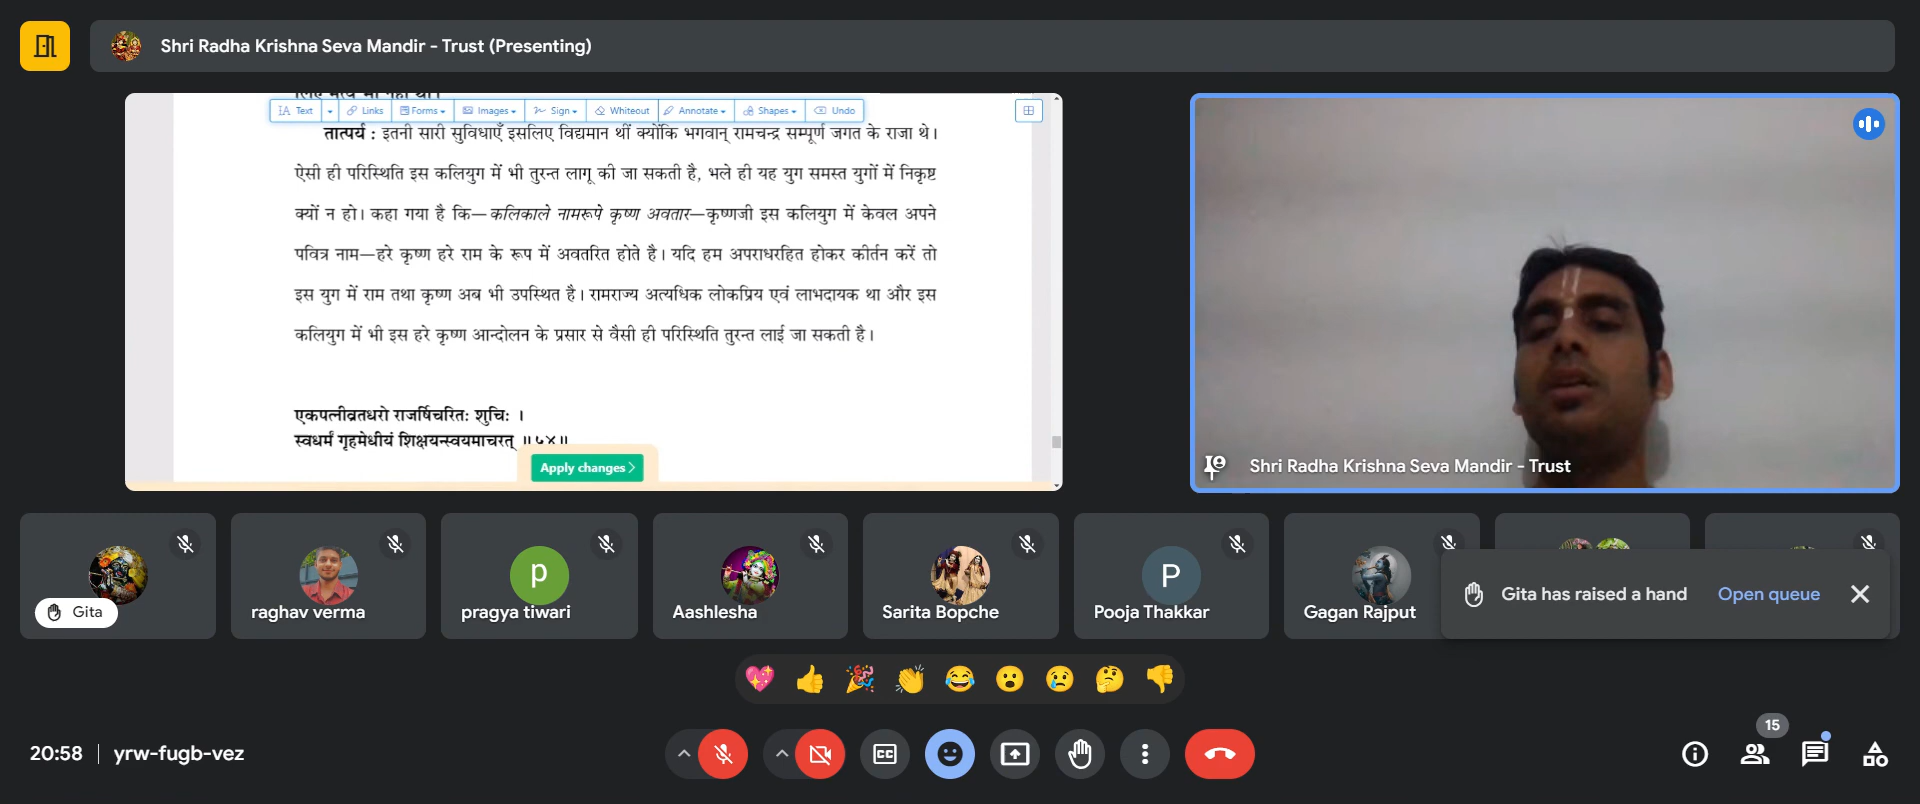 Shri Radha Krishna Seva Mandir - Trust (Presenting)
Text Links Forms Images Sign Whiteout Annotate Shapes Undo
तात्पर्य : इतनी सारी सुविधाएँ इसलिए विद्यमान थीं क्योंकि भगवान् रामचन्द्र सम्पूर्ण जगत के राजा थे।
ऐसी ही परिस्थिति इस कलियुग में भी तुरन्त लागू की जा सकती है, भले ही यह युग समस्त युगों में निकृष्ट
क्यों न हो। कहा गया है कि—कलिकाले नामरूपे कृष्ण अवतार—कृष्णजी इस कलियुग में केवल अपने
पवित्र नाम—हरे कृष्ण हरे राम के रूप में अवतरित होते है। यदि हम अपराधरहित होकर कीर्तन करें तो
इस युग में राम तथा कृष्ण अब भी उपस्थित है। रामराज्य अत्यधिक लोकप्रिय एवं लाभदायक था और इस
कलियुग में भी इस हरे कृष्ण आन्दोलन के प्रसार से वैसी ही परिस्थिति तुरन्त लाई जा सकती है।
एकपत्नीव्रतधरो राजर्षिचरितः शुचिः ।
स्वधर्मं गृहमेधीयं शिक्षयन्स्वयमाचरत् ॥ ५४॥
Apply changes
Shri Radha Krishna Seva Mandir - Trust
Gita
raghav verma
p
pragya tiwari
Aashlesha
Sarita Bopche
P
Pooja Thakkar
Gagan Rajput
Gita has raised a hand Open queue
20:58 yrw-fugb-vez
CC
15